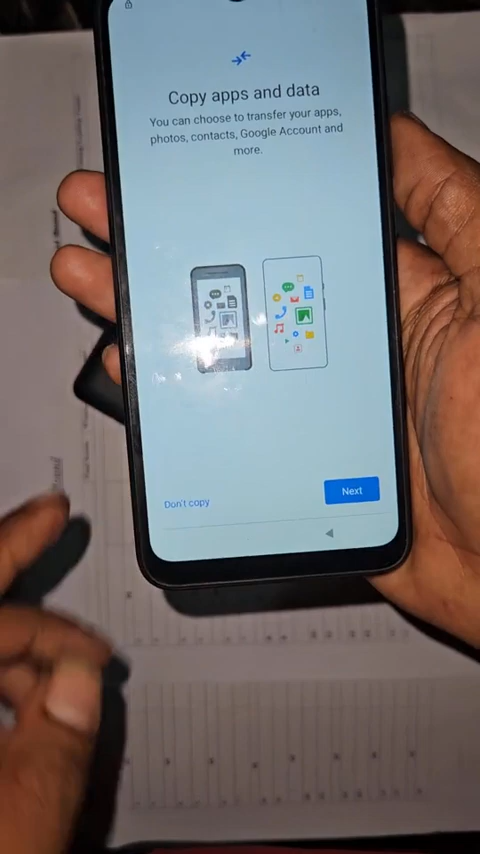 Copy apps and data
You can choose to transfer your apps,
photos, contacts, Google Account and
more.
Don't copy
Next